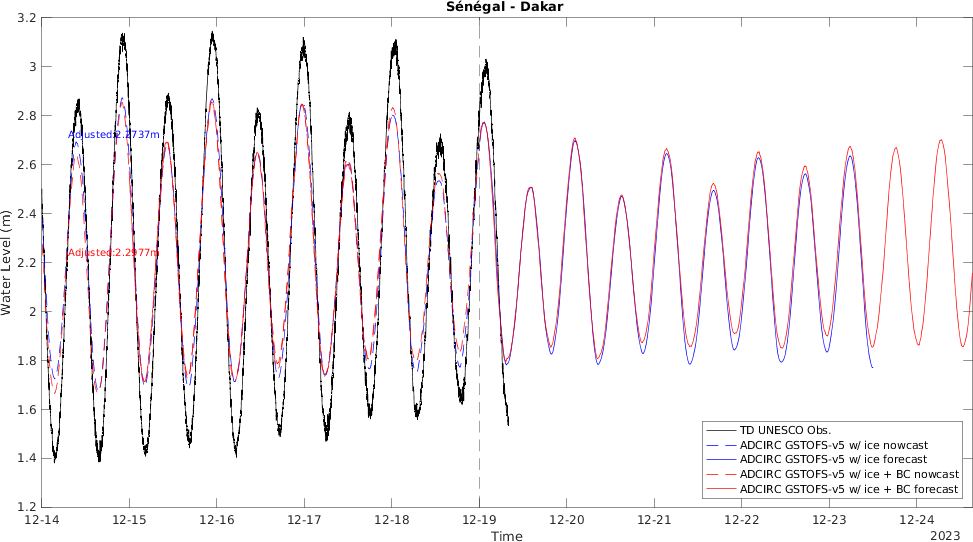 Sénégal - Dakar
3.2
3
2.8
2.6
2.4
2.2
2
1.8
1.6
1.4
1.2
Water Level (m)
Adjusted:2.2737m
Adjusted:2.2977m
TD UNESCO Obs.
ADCIRC GSTOFS-v5 w/ ice nowcast
ADCIRC GSTOFS-v5 w/ ice forecast
ADCIRC GSTOFS-v5 w/ ice + BC nowcast
ADCIRC GSTOFS-v5 w/ ice + BC forecast
12-14 12-15 12-16 12-17 12-18 12-19 12-20 12-21 12-22 12-23 12-24
Time
2023